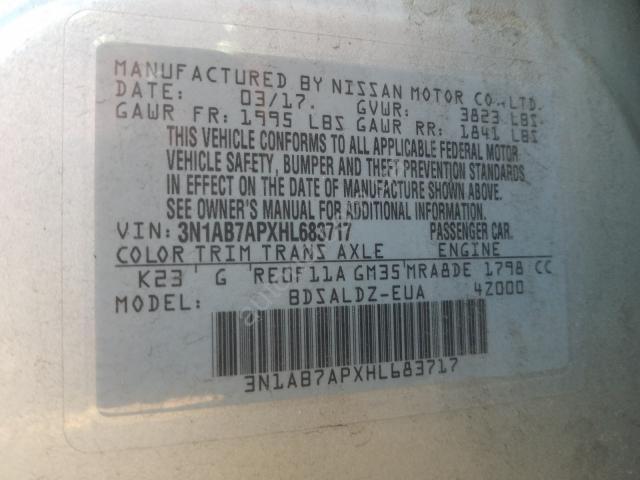 MANUFACTURED BY NISSAN MOTOR CO., LTD.
DATE: 03/17. GVWR: 3823 LBS
GAWR FR: 1995 LBS GAWR RR: 1841 LBS
THIS VEHICLE CONFORMS TO ALL APPLICABLE FEDERAL MOTOR
VEHICLE SAFETY, BUMPER AND THEFT PREVENTION STANDARDS
IN EFFECT ON THE DATE OF MANUFACTURE SHOWN ABOVE.
SEE OWNER'S MANUAL FOR ADDITIONAL INFORMATION.
VIN: 3N1AB7APXHL683717 PASSENGER CAR.
COLOR TRIM TRANS AXLE ENGINE
K23 G RE0F11A GM35 MRA8DE 1798 CC
MODEL: BDSALDZ-EUA 4Z000
3N1AB7APXHL683717